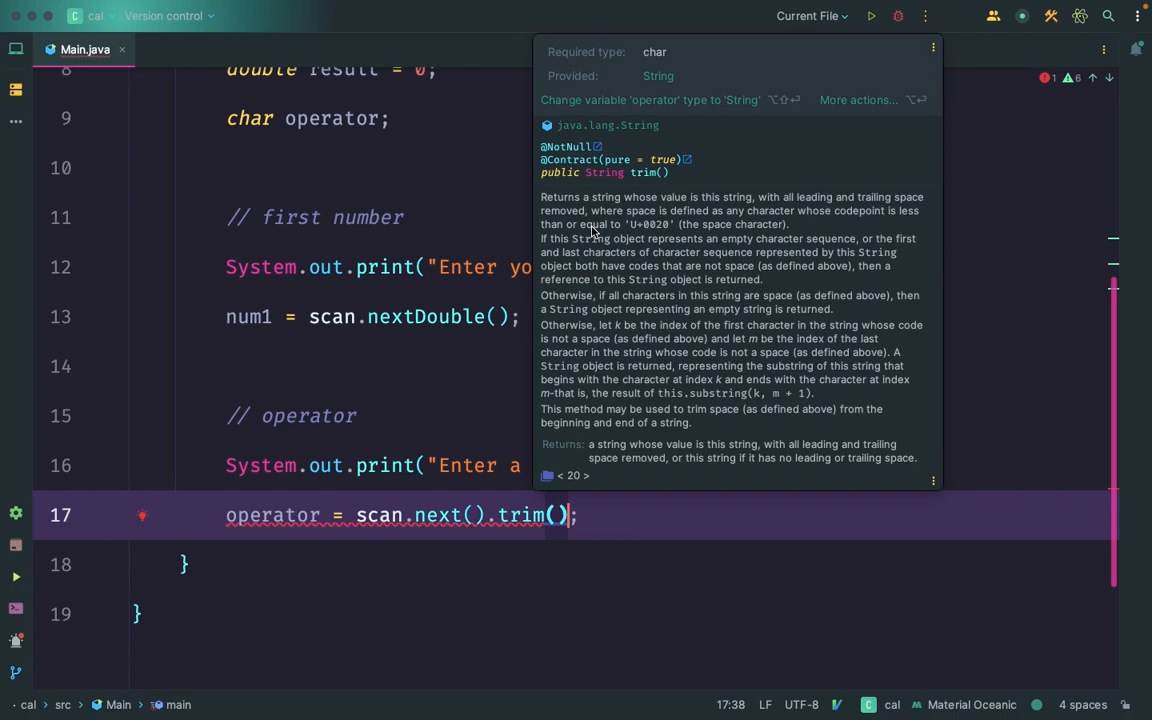 cal Version control Current File
Main.java
Required type: char
Provided: String
Change variable 'operator' type to 'String' ⌥⇧⏎ More actions... ⌥⏎
java.lang.String
@NotNull
@Contract(pure = true)
public String trim()
Returns a string whose value is this string, with all leading and trailing space
removed, where space is defined as any character whose codepoint is less
than or equal to 'U+0020' (the space character).
If this String object represents an empty character sequence, or the first
and last characters of character sequence represented by this String
object both have codes that are not space (as defined above), then a
reference to this String object is returned.
Otherwise, if all characters in this string are space (as defined above), then
a String object representing an empty string is returned.
Otherwise, let k be the index of the first character in the string whose code
is not a space (as defined above) and let m be the index of the last
character in the string whose code is not a space (as defined above). A
String object is returned, representing the substring of this string that
begins with the character at index k and ends with the character at index
m-that is, the result of this.substring(k, m + 1).
This method may be used to trim space (as defined above) from the
beginning and end of a string.
Returns: a string whose value is this string, with all leading and trailing
space removed, or this string if it has no leading or trailing space.
< 20 >
1 6
8 double result = 0;
9 char operator;
10
11 // first number
12 System.out.print("Enter yo
13 num1 = scan.nextDouble();
14
15 // operator
16 System.out.print("Enter a
17 operator = scan.next().trim();
18 }
19 }
cal > src > Main > main 17:38 LF UTF-8 C cal Material Oceanic 4 spaces